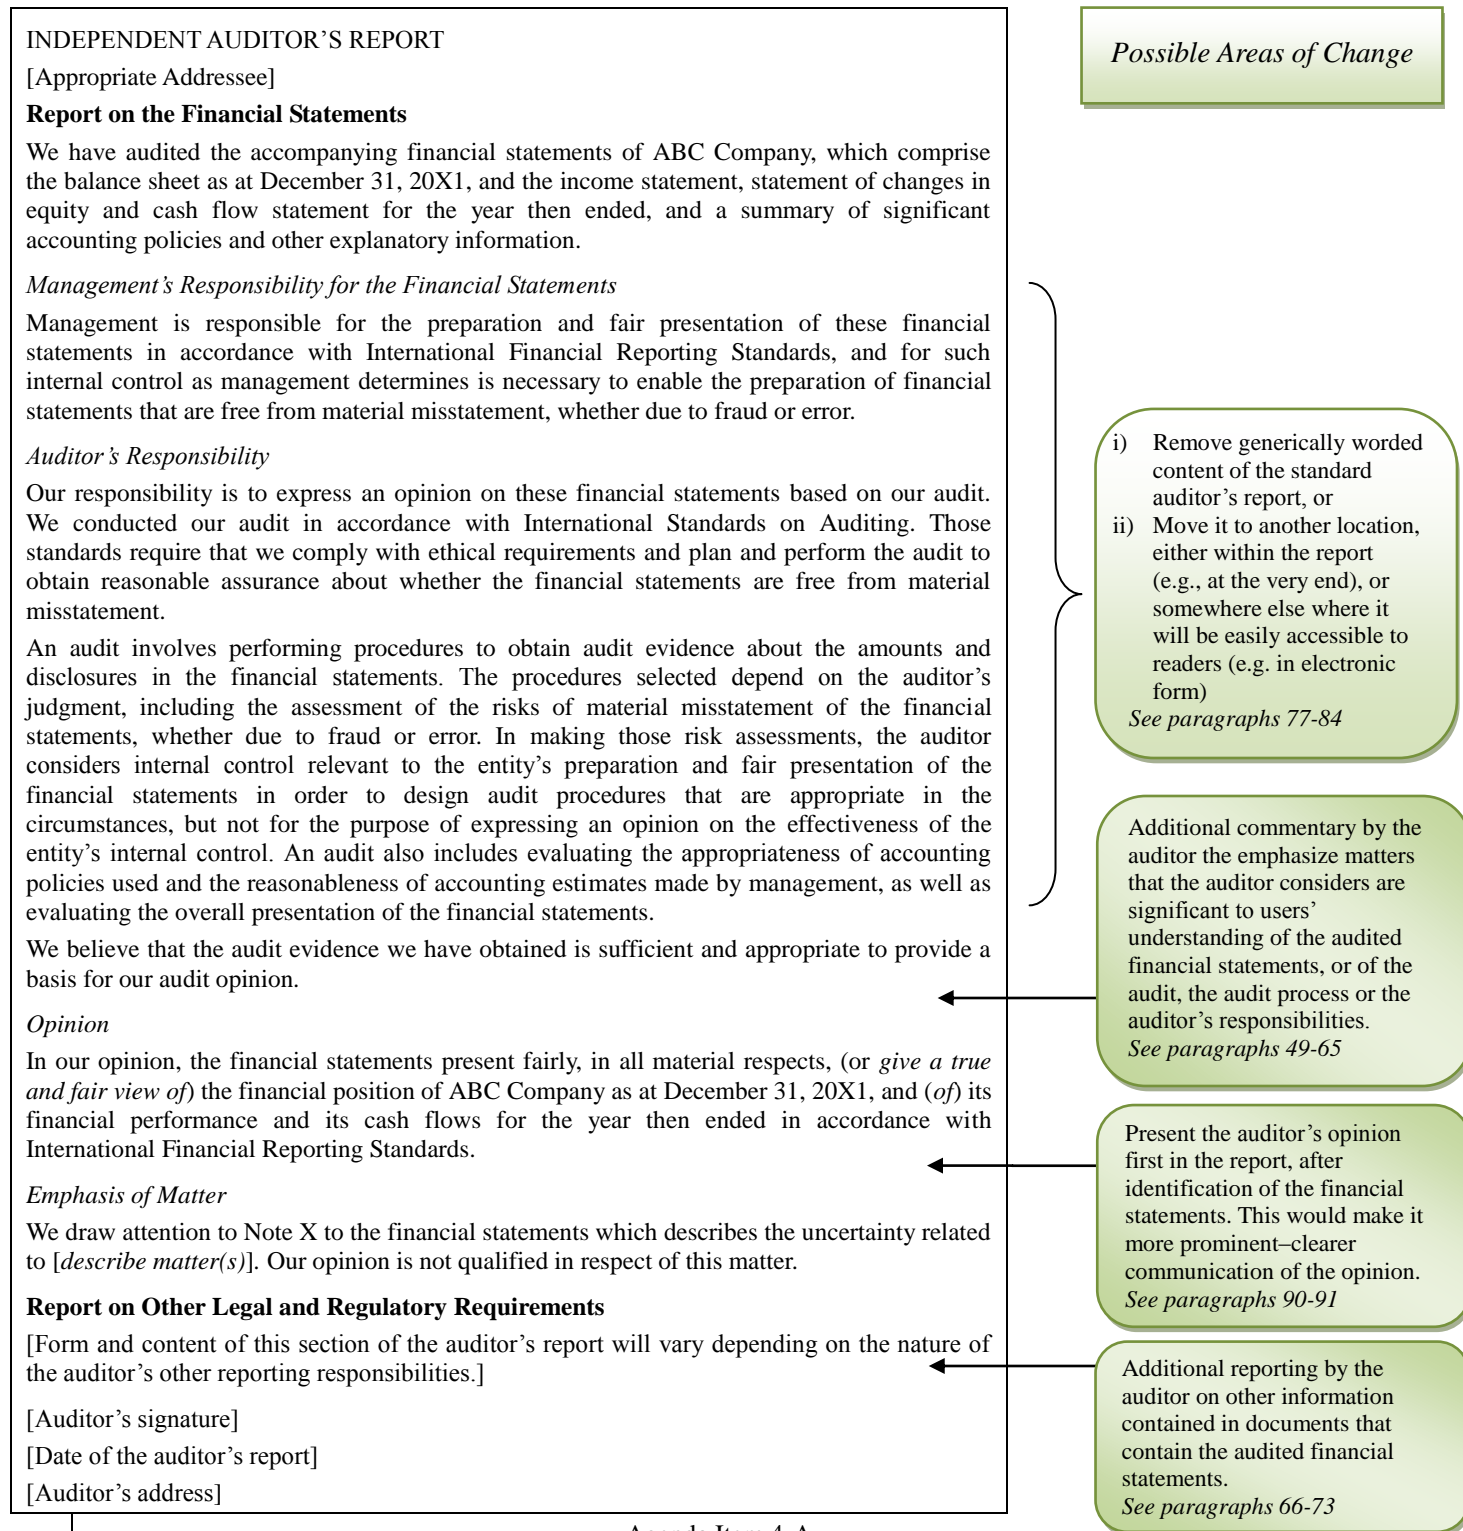 INDEPENDENT AUDITOR’S REPORT
[Appropriate Addressee]
Report on the Financial Statements
We have audited the accompanying financial statements of ABC Company, which comprise
the balance sheet as at December 31, 20X1, and the income statement, statement of changes in
equity and cash flow statement for the year then ended, and a summary of significant
accounting policies and other explanatory information.
Management’s Responsibility for the Financial Statements
Management is responsible for the preparation and fair presentation of these financial
statements in accordance with International Financial Reporting Standards, and for such
internal control as management determines is necessary to enable the preparation of financial
statements that are free from material misstatement, whether due to fraud or error.
Auditor’s Responsibility
Our responsibility is to express an opinion on these financial statements based on our audit.
We conducted our audit in accordance with International Standards on Auditing. Those
standards require that we comply with ethical requirements and plan and perform the audit to
obtain reasonable assurance about whether the financial statements are free from material
misstatement.
An audit involves performing procedures to obtain audit evidence about the amounts and
disclosures in the financial statements. The procedures selected depend on the auditor’s
judgment, including the assessment of the risks of material misstatement of the financial
statements, whether due to fraud or error. In making those risk assessments, the auditor
considers internal control relevant to the entity’s preparation and fair presentation of the
financial statements in order to design audit procedures that are appropriate in the
circumstances, but not for the purpose of expressing an opinion on the effectiveness of the
entity’s internal control. An audit also includes evaluating the appropriateness of accounting
policies used and the reasonableness of accounting estimates made by management, as well as
evaluating the overall presentation of the financial statements.
We believe that the audit evidence we have obtained is sufficient and appropriate to provide a
basis for our audit opinion.
Opinion
In our opinion, the financial statements present fairly, in all material respects, (or give a true
and fair view of) the financial position of ABC Company as at December 31, 20X1, and (of) its
financial performance and its cash flows for the year then ended in accordance with
International Financial Reporting Standards.
Emphasis of Matter
We draw attention to Note X to the financial statements which describes the uncertainty related
to [describe matter(s)]. Our opinion is not qualified in respect of this matter.
Report on Other Legal and Regulatory Requirements
[Form and content of this section of the auditor’s report will vary depending on the nature of
the auditor’s other reporting responsibilities.]
[Auditor’s signature]
[Date of the auditor’s report]
[Auditor’s address]
Possible Areas of Change
i) Remove generically worded
content of the standard
auditor’s report, or
ii) Move it to another location,
either within the report
(e.g., at the very end), or
somewhere else where it
will be easily accessible to
readers (e.g. in electronic
form)
See paragraphs 77-84
Additional commentary by the
auditor the emphasize matters
that the auditor considers are
significant to users’
understanding of the audited
financial statements, or of the
audit, the audit process or the
auditor’s responsibilities.
See paragraphs 49-65
Present the auditor’s opinion
first in the report, after
identification of the financial
statements. This would make it
more prominent–clearer
communication of the opinion.
See paragraphs 90-91
Additional reporting by the
auditor on other information
contained in documents that
contain the audited financial
statements.
See paragraphs 66-73
Agenda Item 4-A